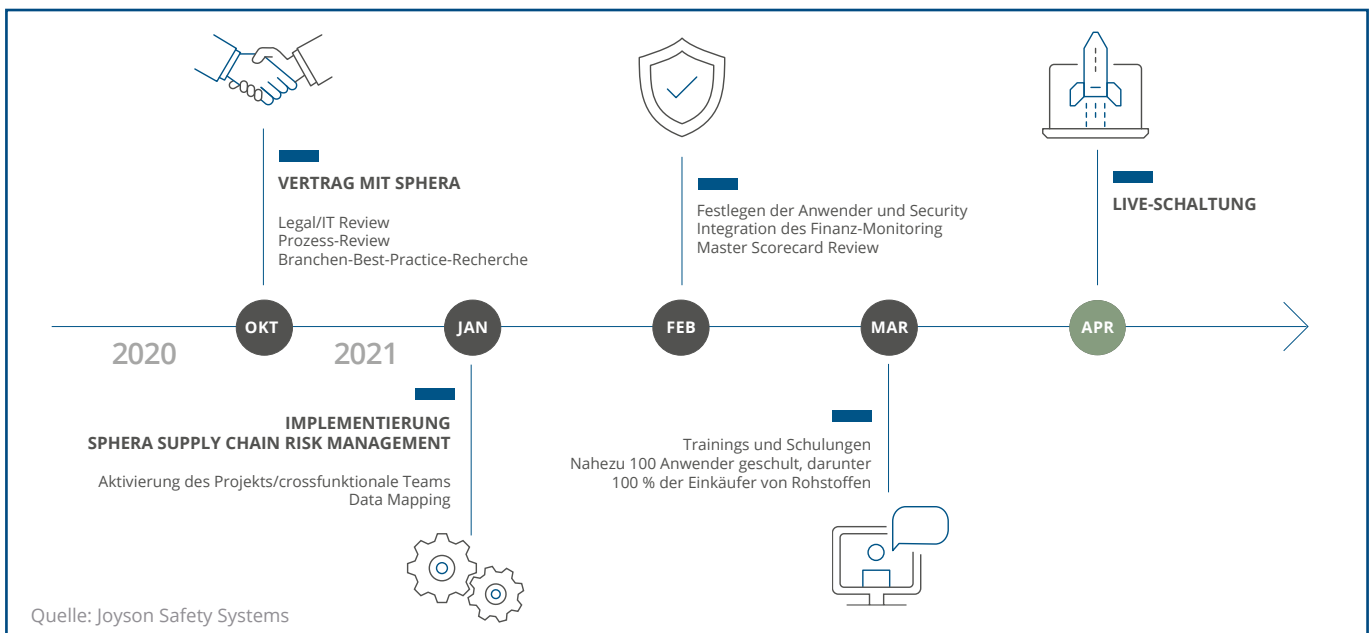 VERTRAG MIT SPHERA
Legal/IT Review
Prozess-Review
Branchen-Best-Practice-Recherche
Festlegen der Anwender und Security
Integration des Finanz-Monitoring
Master Scorecard Review
LIVE-SCHALTUNG
OKT
JAN
FEB
MAR
APR
2020
2021
IMPLEMENTIERUNG
SPHERA SUPPLY CHAIN RISK MANAGEMENT
Aktivierung des Projekts/crossfunktionale Teams
Data Mapping
Trainings und Schulungen
Nahezu 100 Anwender geschult, darunter
100 % der Einkäufer von Rohstoffen
Quelle: Joyson Safety Systems